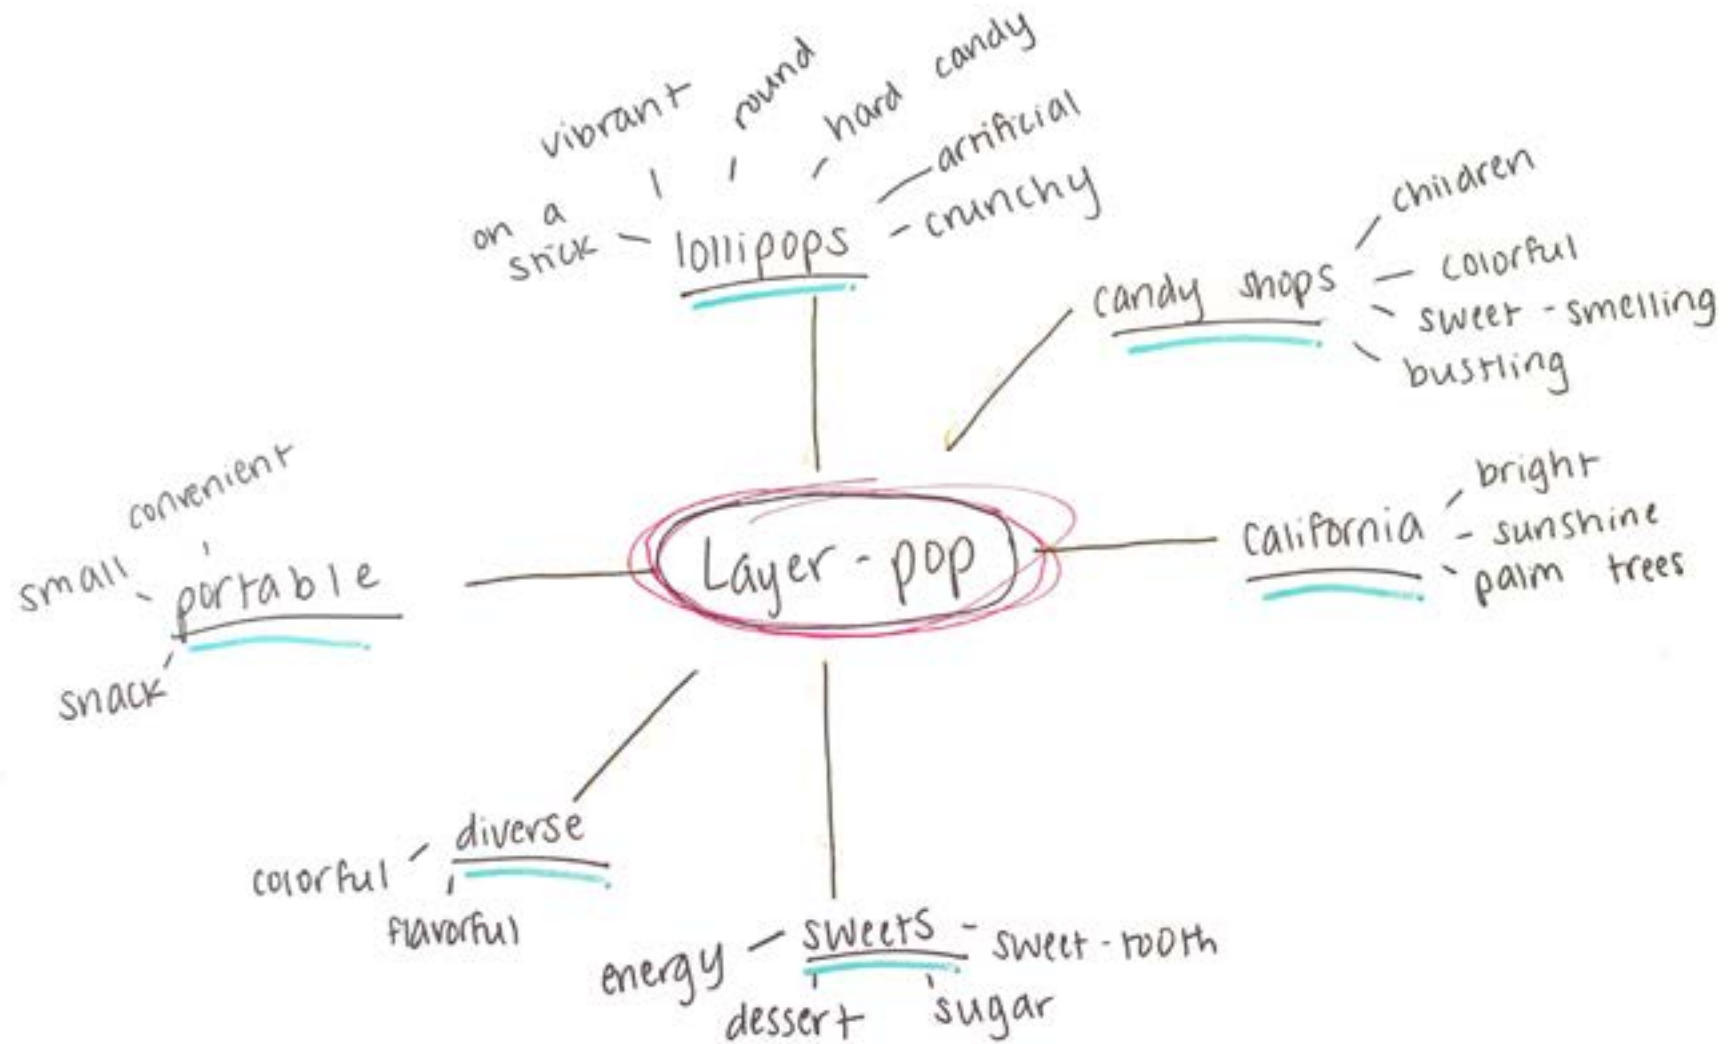 vibrant
round
hard candy
artificial
crunchy
on a
stick
lollipops
candy shops
children
colorful
sweet-smelling
bustling
Layer-pop
california
bright
sunshine
palm trees
convenient
small
portable
snack
diverse
colorful
flavorful
sweets
energy
dessert
sugar
sweet-tooth